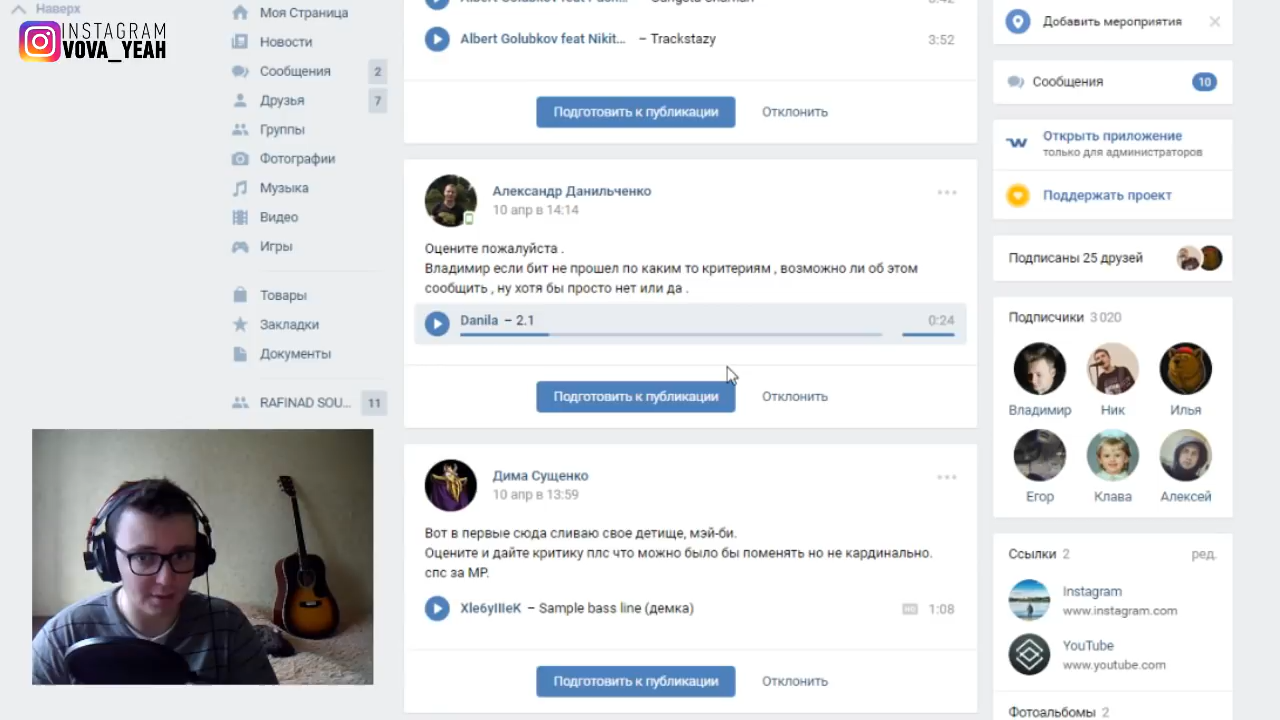 Наверх
INSTAGRAM
VOVA_YEAH
Моя Страница
Новости
Сообщения 2
Друзья 7
Группы
Фотографии
Музыка
Видео
Игры
Товары
Закладки
Документы
RAFINAD SOU... 11
Albert Golubkov feat Nikit... – Trackstazy 3:52
Подготовить к публикации Отклонить
Александр Данильченко
10 апр в 14:14
Оцените пожалуйста .
Владимир если бит не прошел по каким то критериям , возможно ли об этом
сообщить , ну хотя бы просто нет или да .
Danila – 2.1 0:24
Подготовить к публикации Отклонить
Дима Сущенко
10 апр в 13:59
Вот в первые сюда сливаю свое детище, мэй-би.
Оцените и дайте критику плс что можно было бы поменять но не кардинально.
спс за МР.
Xle6yIIIeK – Sample bass line (демка) HD 1:08
Подготовить к публикации Отклонить
Добавить мероприятия
Сообщения 10
Открыть приложение
только для администраторов
Поддержать проект
Подписаны 25 друзей
Подписчики 3 020
Владимир Ник Илья
Егор Клава Алексей
Ссылки 2 ред.
Instagram
www.instagram.com
YouTube
www.youtube.com
Фотоальбомы 2